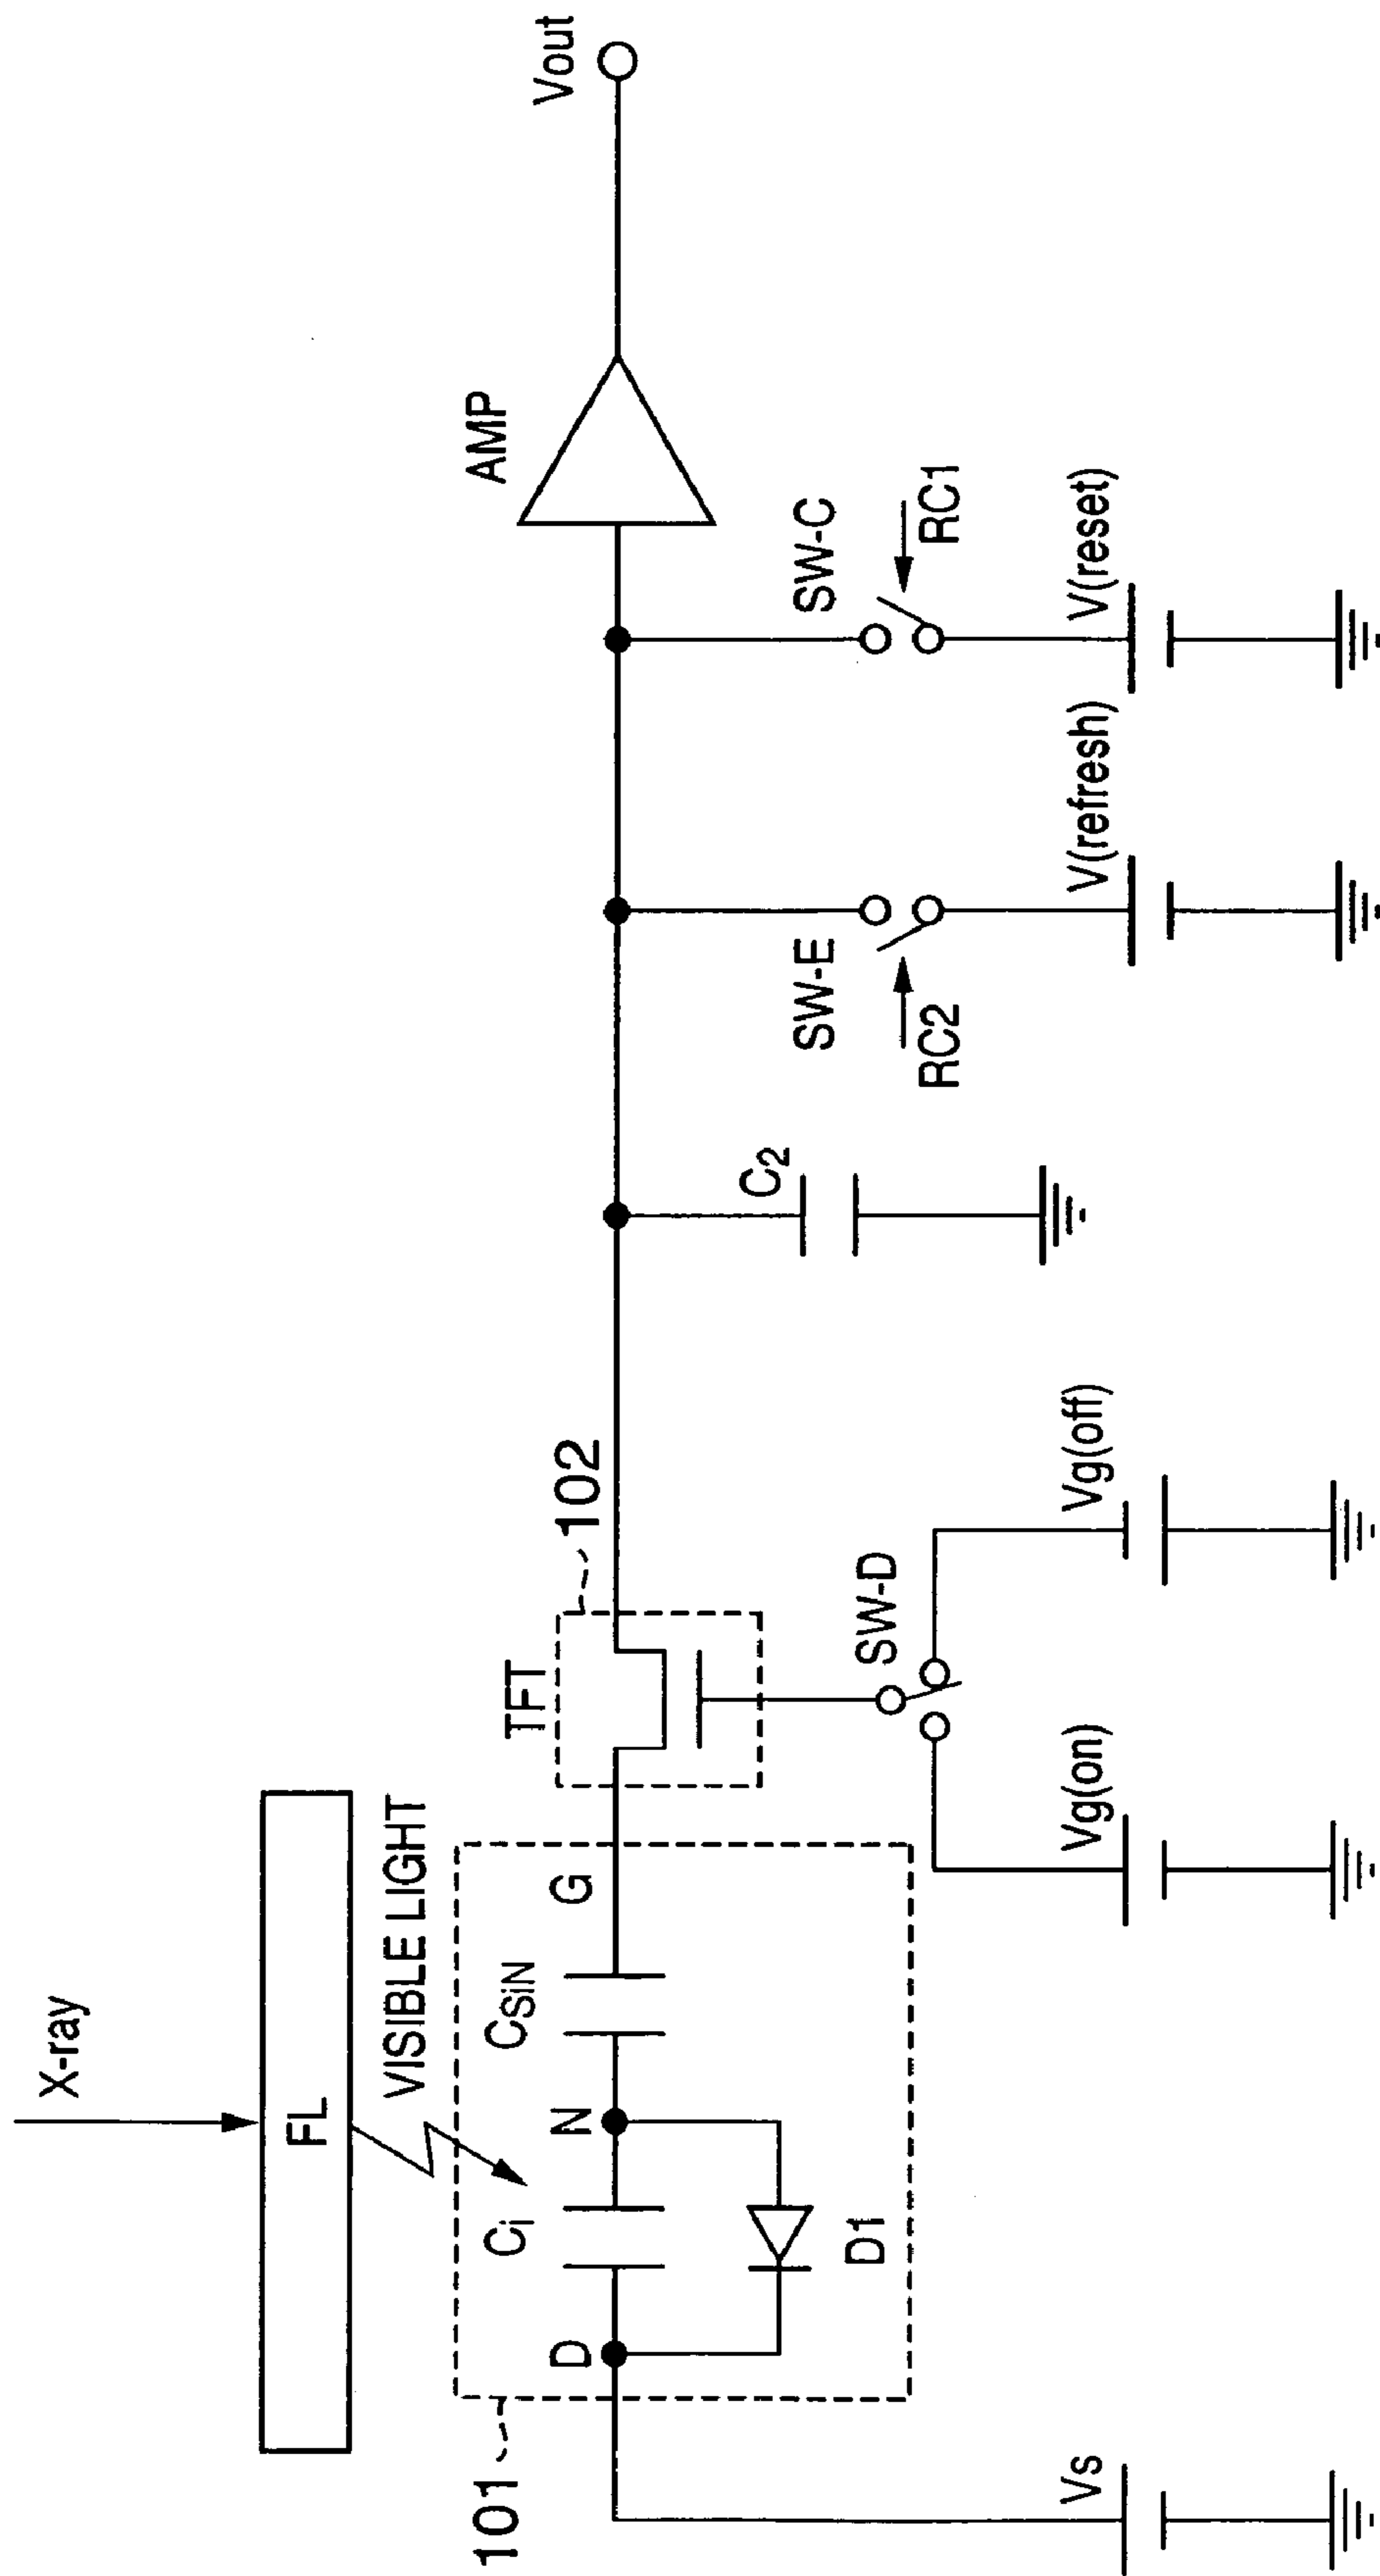 X-ray
FL
VISIBLE LIGHT
101
D
Ci
N
CSiN
G
D1
TFT
102
AMP
Vout
C2
SW-D
SW-E
RC2
SW-C
RC1
Vs
Vg(on)
Vg(off)
V(refresh)
V(reset)